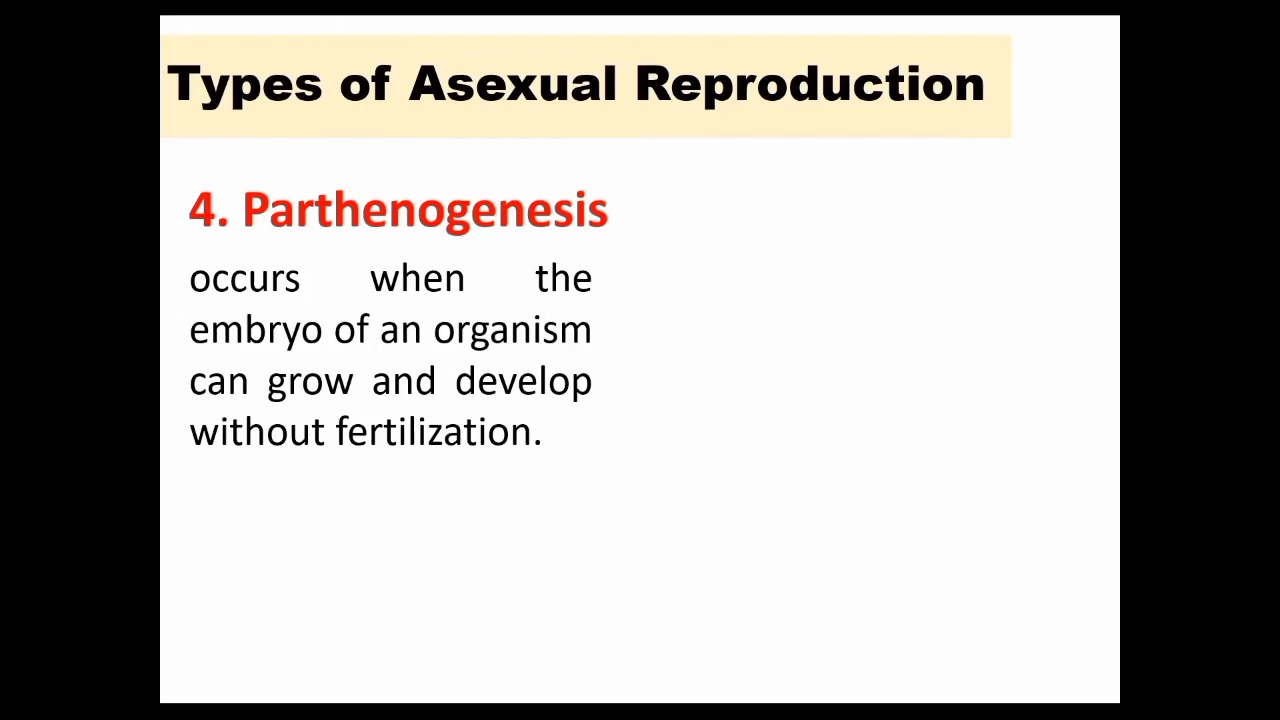 Types of Asexual Reproduction
4. Parthenogenesis
occurs when the
embryo of an organism
can grow and develop
without fertilization.